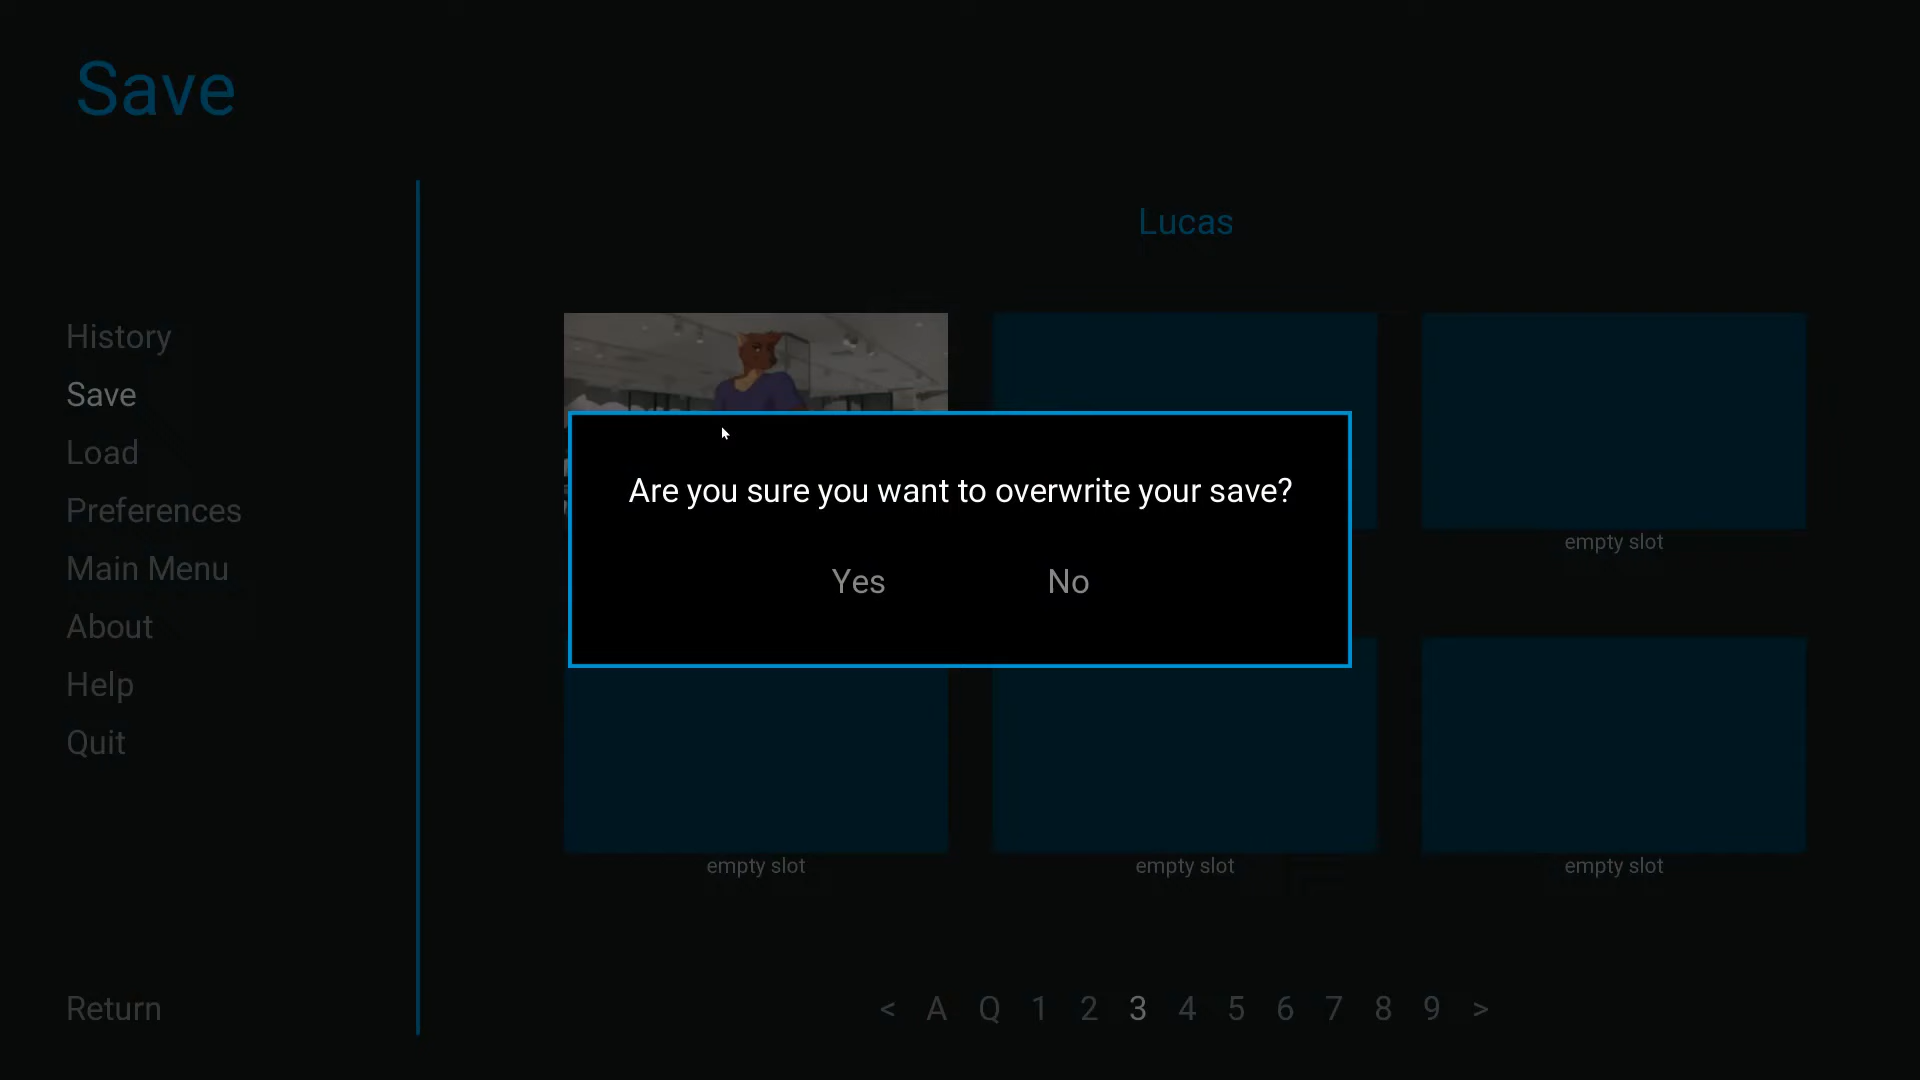 Save
Lucas
History
Save
Load
Preferences
Main Menu
About
Help
Quit
Are you sure you want to overwrite your save?
Yes No
empty slot
empty slot empty slot empty slot
Return
< A Q 1 2 3 4 5 6 7 8 9 >